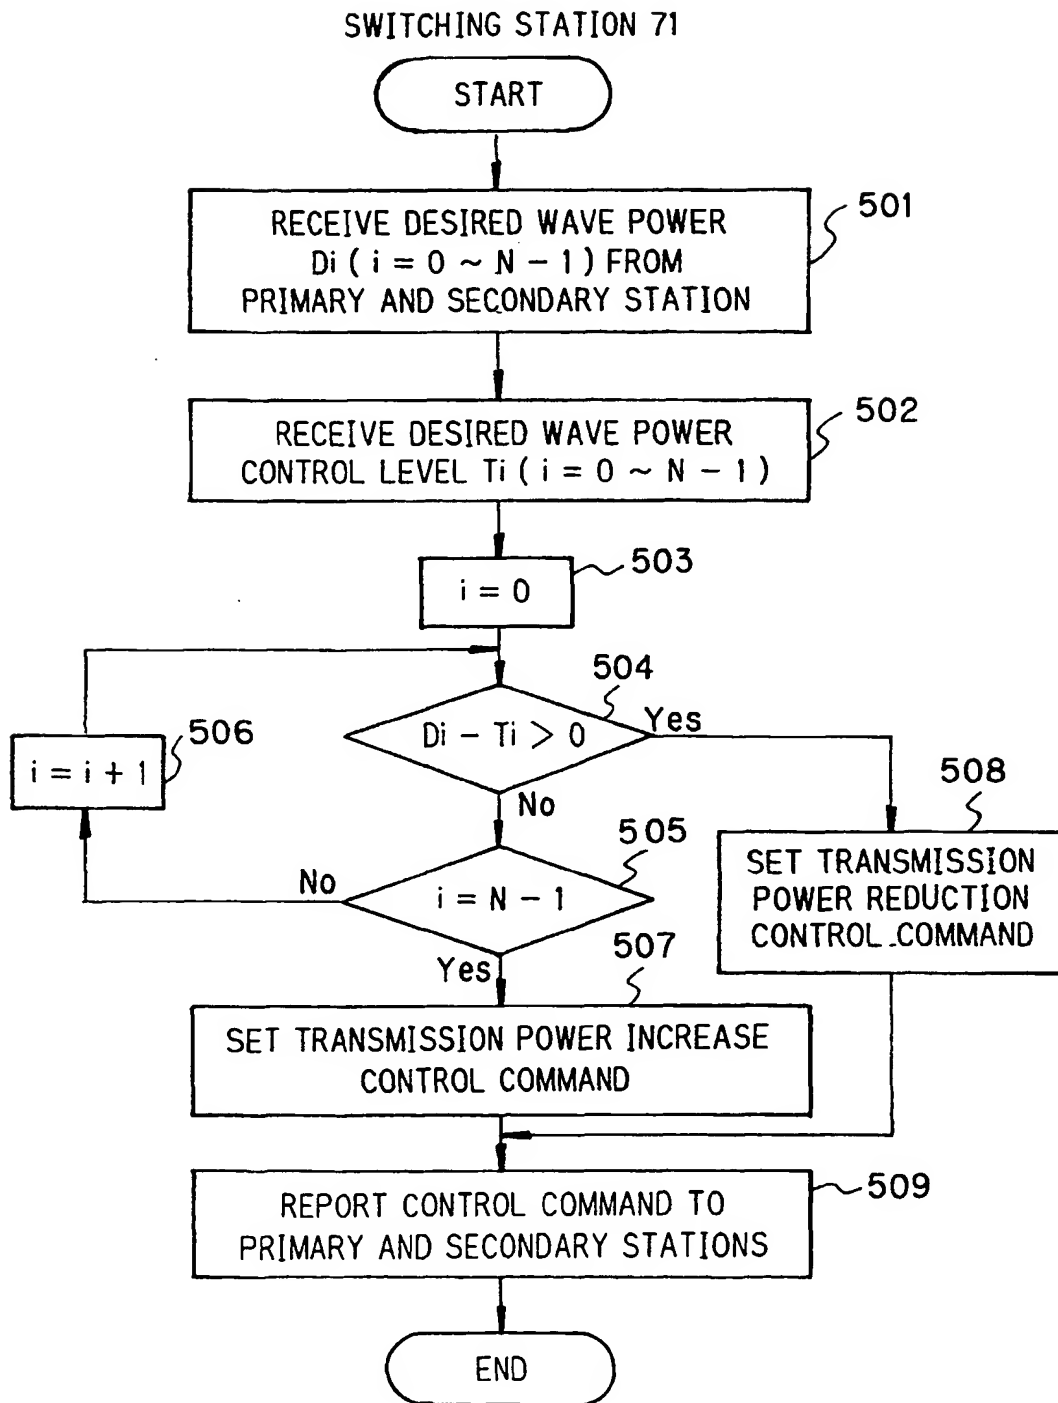 SWITCHING STATION 71
START
RECEIVE DESIRED WAVE POWER
Di ( i = 0 ~ N - 1 ) FROM
PRIMARY AND SECONDARY STATION
501
RECEIVE DESIRED WAVE POWER
CONTROL LEVEL Ti ( i = 0 ~ N - 1 )
502
i = 0
503
Di - Ti > 0
504
Yes
No
i = i + 1
506
i = N - 1
505
No
Yes
SET TRANSMISSION
POWER REDUCTION
CONTROL COMMAND
508
SET TRANSMISSION POWER INCREASE
CONTROL COMMAND
507
REPORT CONTROL COMMAND TO
PRIMARY AND SECONDARY STATIONS
509
END